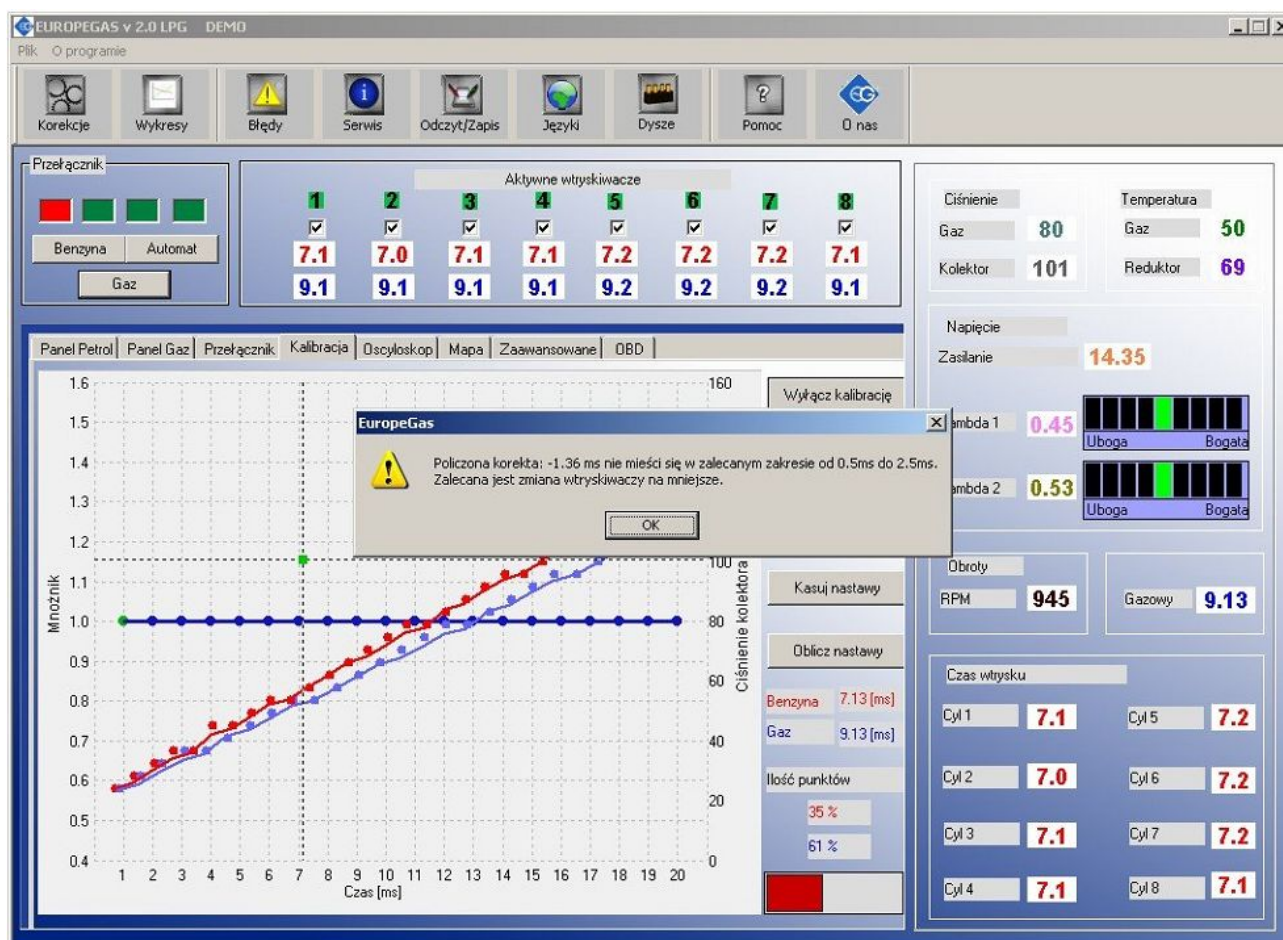 EUROPEGAS v 2.0 LPG DEMO
Plik O programie
Korekcje Wykresy Błędy Serwis Odczyt/Zapis Języki Dysze Pomoc O nas
EG
Przełącznik
Benzyna Automat
Gaz
Aktywne wtryskiwacze
1 2 3 4 5 6 7 8
7.1 7.0 7.1 7.1 7.2 7.2 7.2 7.1
9.1 9.1 9.1 9.1 9.2 9.2 9.2 9.1
Ciśnienie
Gaz 80
Kolektor 101
Temperatura
Gaz 50
Reduktor 69
Napięcie
Zasilanie 14.35
ambda 1 0.45
Uboga Bogata
ambda 2 0.53
Uboga Bogata
Obroty
RPM 945
Gazowy 9.13
Czas wtrysku
Cyl 1 7.1 Cyl 5 7.2
Cyl 2 7.0 Cyl 6 7.2
Cyl 3 7.1 Cyl 7 7.2
Cyl 4 7.1 Cyl 8 7.1
Panel Petrol Panel Gaz Przełącznik Kalibracja Oscyloskop Mapa Zaawansowane OBD
1.6
1.5
1.4
1.3
1.2
1.1
1.0
0.9
0.8
0.7
0.6
0.5
0.4
Mnożnik
1 2 3 4 5 6 7 8 9 10 11 12 13 14 15 16 17 18 19 20
Czas [ms]
160
100
80
60
40
20
0
Ciśnienie kolektora
Wyłącz kalibrację
EuropeGas
Policzona korekta: -1.36 ms nie mieści się w zalecanym zakresie od 0.5ms do 2.5ms.
Zalecana jest zmiana wtryskiwaczy na mniejsze.
OK
Kasuj nastawy
Oblicz nastawy
Benzyna 7.13 [ms]
Gaz 9.13 [ms]
Ilość punktów
35 %
61 %